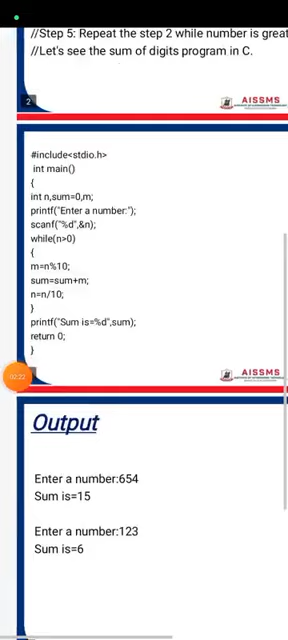 //Step 5: Repeat the step 2 while number is great
//Let's see the sum of digits program in C.
2
AISSMS
#include<stdio.h>
int main()
{
int n,sum=0,m;
printf("Enter a number:");
scanf("%d",&n);
while(n>0)
{
m=n%10;
sum=sum+m;
n=n/10;
}
printf("Sum is=%d",sum);
return 0;
}
02:22
AISSMS
Output
Enter a number:654
Sum is=15
Enter a number:123
Sum is=6